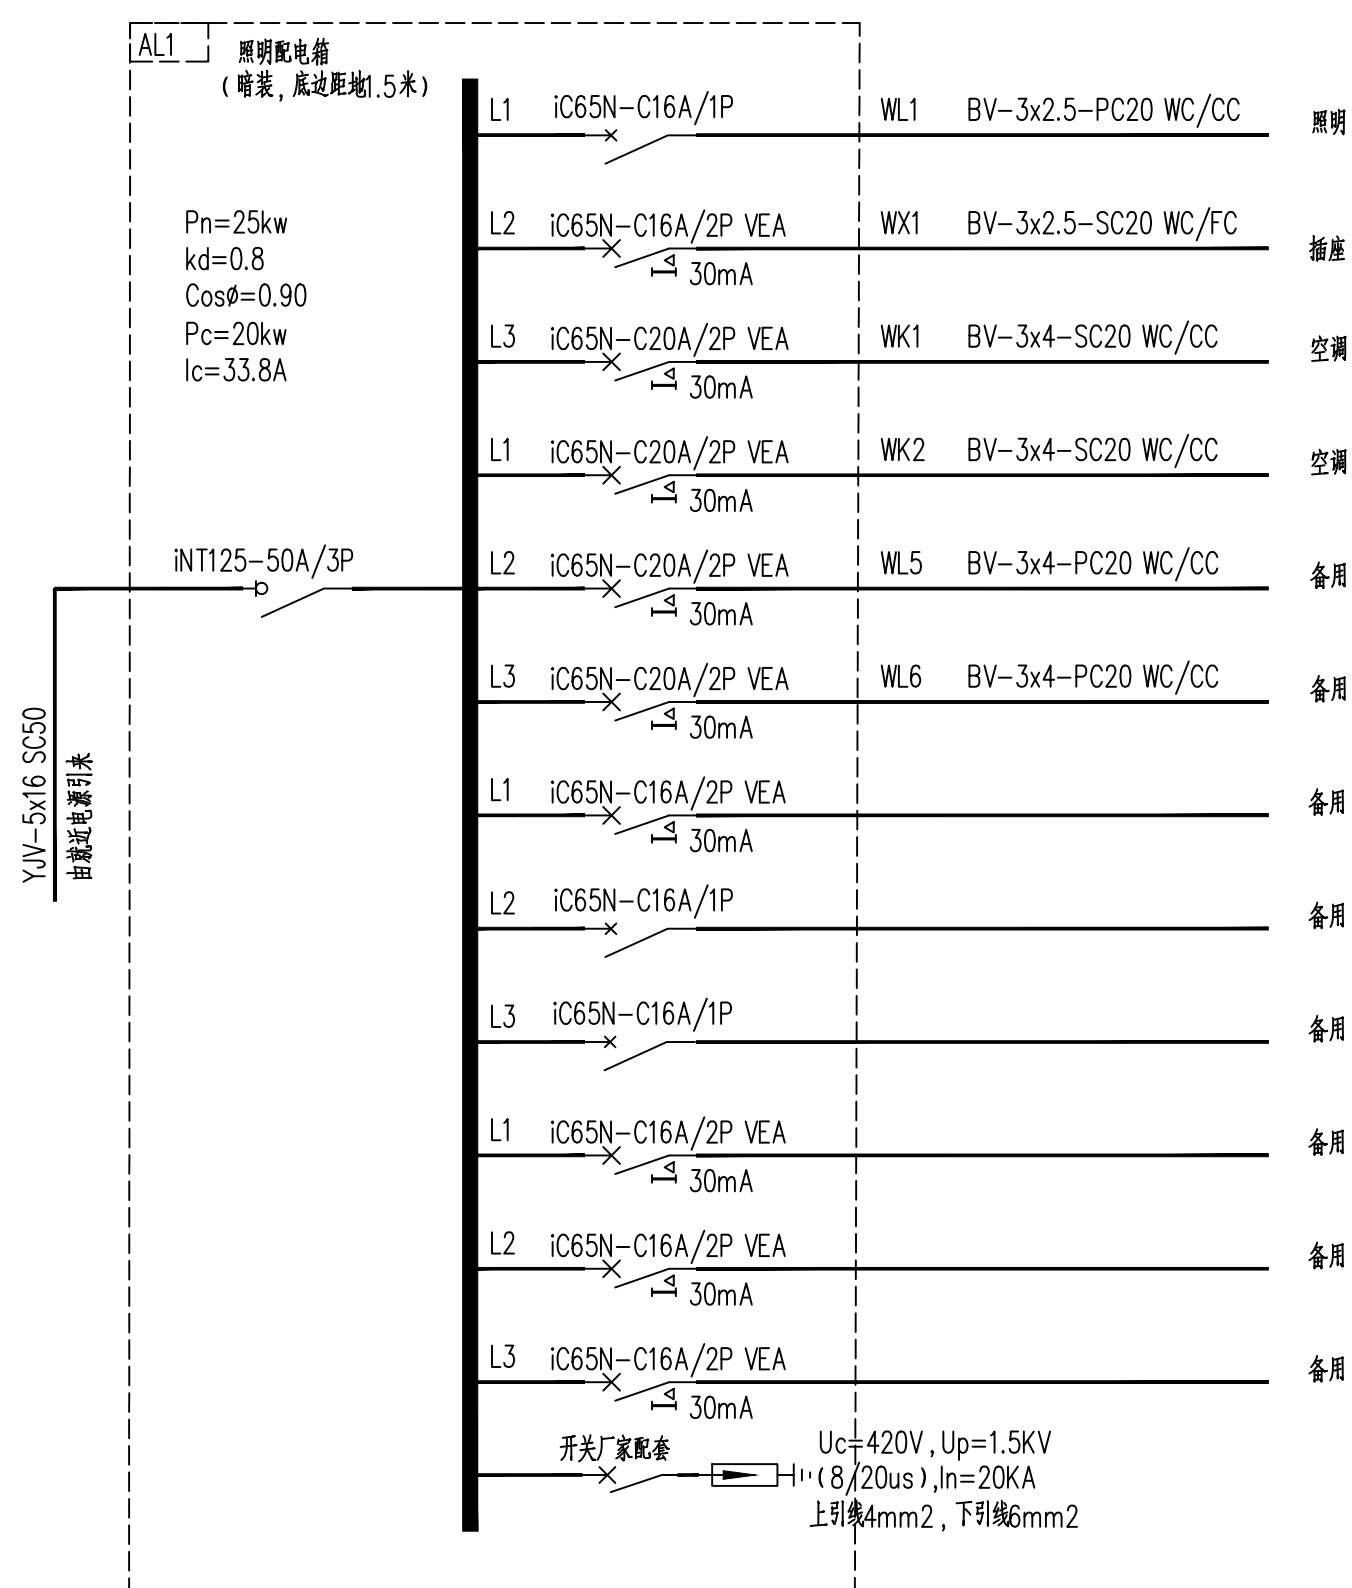 AL1
照明配电箱
(暗装,底边距地1.5米)
Pn=25kw
kd=0.8
Cosø=0.90
Pc=20kw
Ic=33.8A
iNT125-50A/3P
YJV-5x16 SC50
由就近电源引来
L1 iC65N-C16A/1P WL1 BV-3x2.5-PC20 WC/CC 照明
L2 iC65N-C16A/2P VEA WX1 BV-3x2.5-SC20 WC/FC 插座
30mA
L3 iC65N-C20A/2P VEA WK1 BV-3x4-SC20 WC/CC 空调
30mA
L1 iC65N-C20A/2P VEA WK2 BV-3x4-SC20 WC/CC 空调
30mA
L2 iC65N-C20A/2P VEA WL5 BV-3x4-PC20 WC/CC 备用
30mA
L3 iC65N-C20A/2P VEA WL6 BV-3x4-PC20 WC/CC 备用
30mA
L1 iC65N-C16A/2P VEA 备用
30mA
L2 iC65N-C16A/1P 备用
L3 iC65N-C16A/1P 备用
L1 iC65N-C16A/2P VEA 备用
30mA
L2 iC65N-C16A/2P VEA 备用
30mA
L3 iC65N-C16A/2P VEA 备用
30mA
开关厂家配套
Uc=420V,Up=1.5KV
(8/20us),In=20KA
上引线4mm2,下引线6mm2